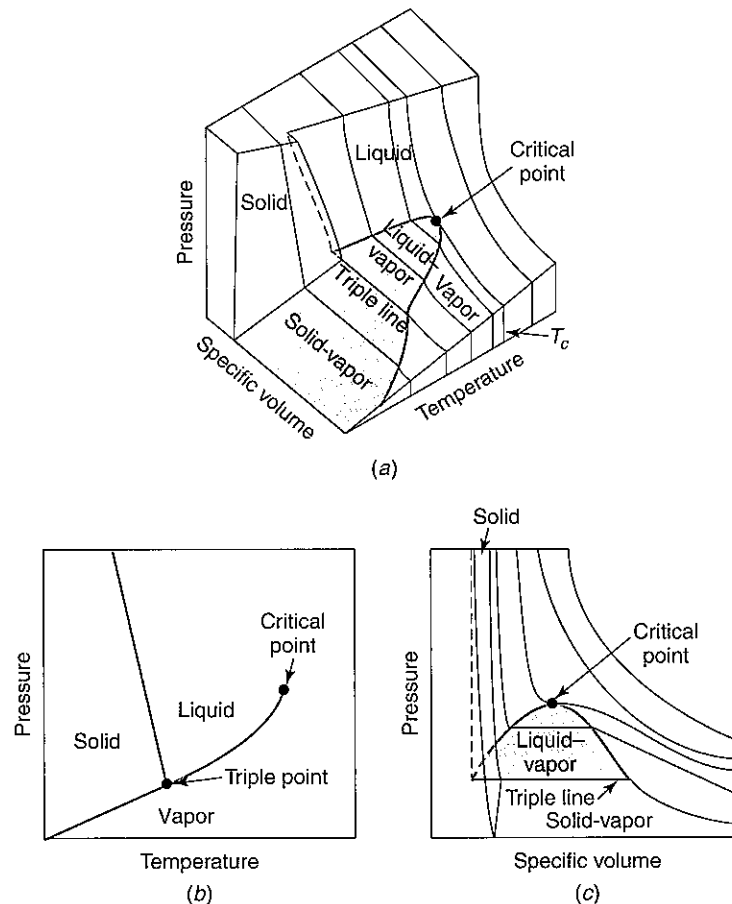 Pressure
Solid
Liquid
Critical
point
Liquid–
vapor
Vapor
Triple line
Solid-vapor
Specific volume
Temperature
Tc
(a)
Pressure
Solid
Liquid
Critical
point
Triple point
Vapor
Temperature
(b)
Solid
Pressure
Critical
point
Liquid–
vapor
Triple line
Solid-vapor
Specific volume
(c)